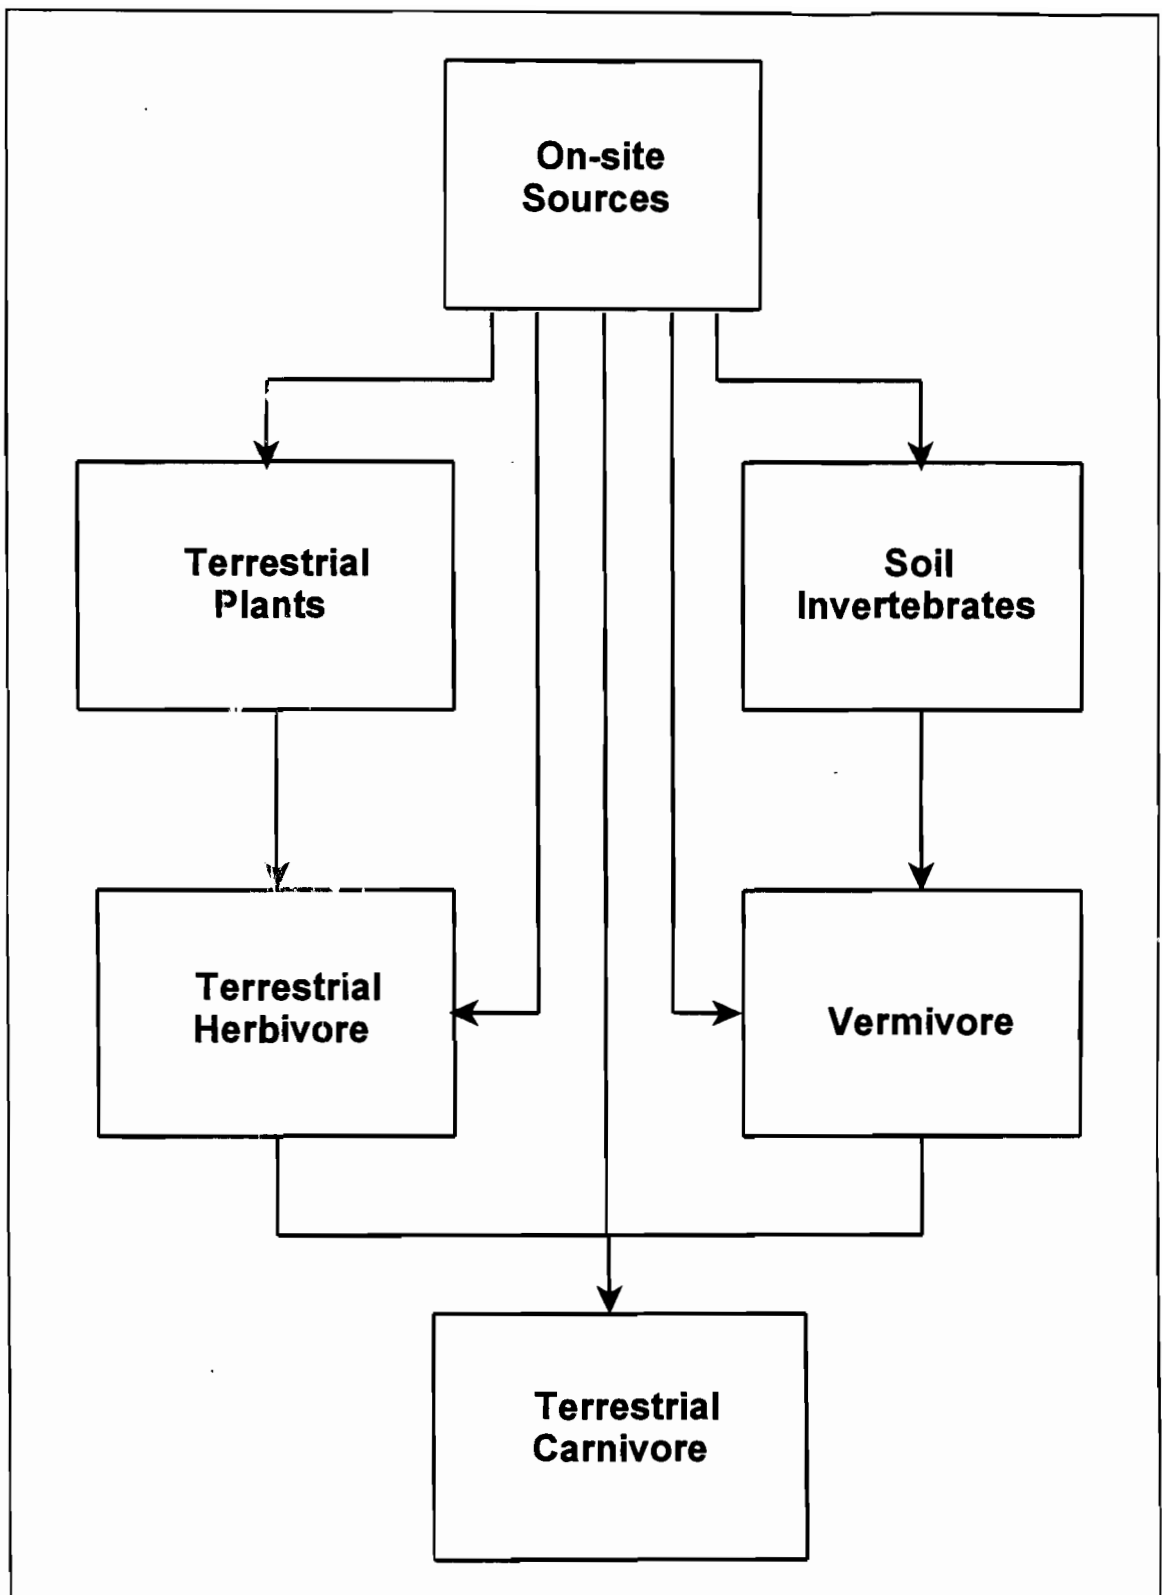 On-site
Sources
Terrestrial
Plants
Soil
Invertebrates
Terrestrial
Herbivore
Vermivore
Terrestrial
Carnivore